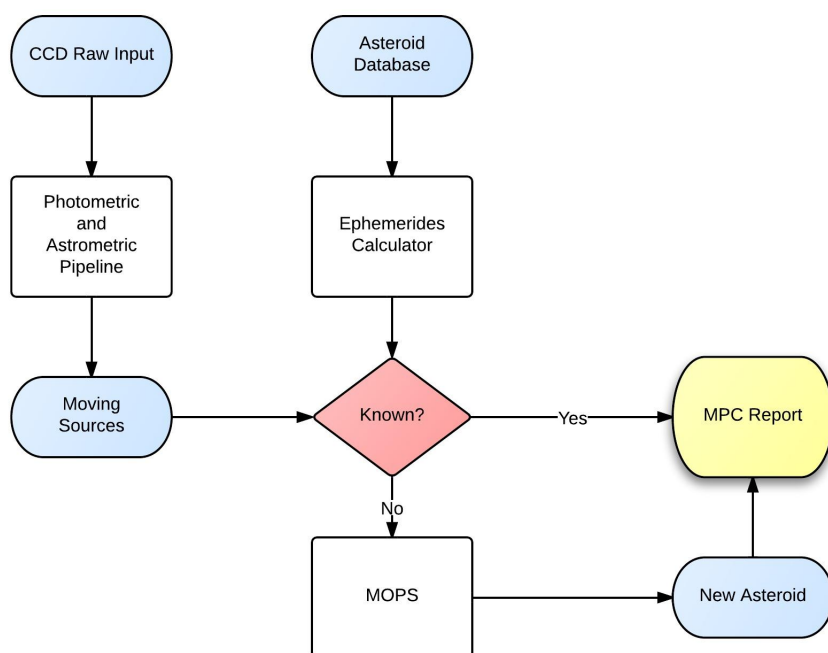 CCD Raw Input
Asteroid
Database
Photometric
and
Astrometric
Pipeline
Ephemerides
Calculator
Moving
Sources
Known?
Yes
MPC Report
No
MOPS
New Asteroid